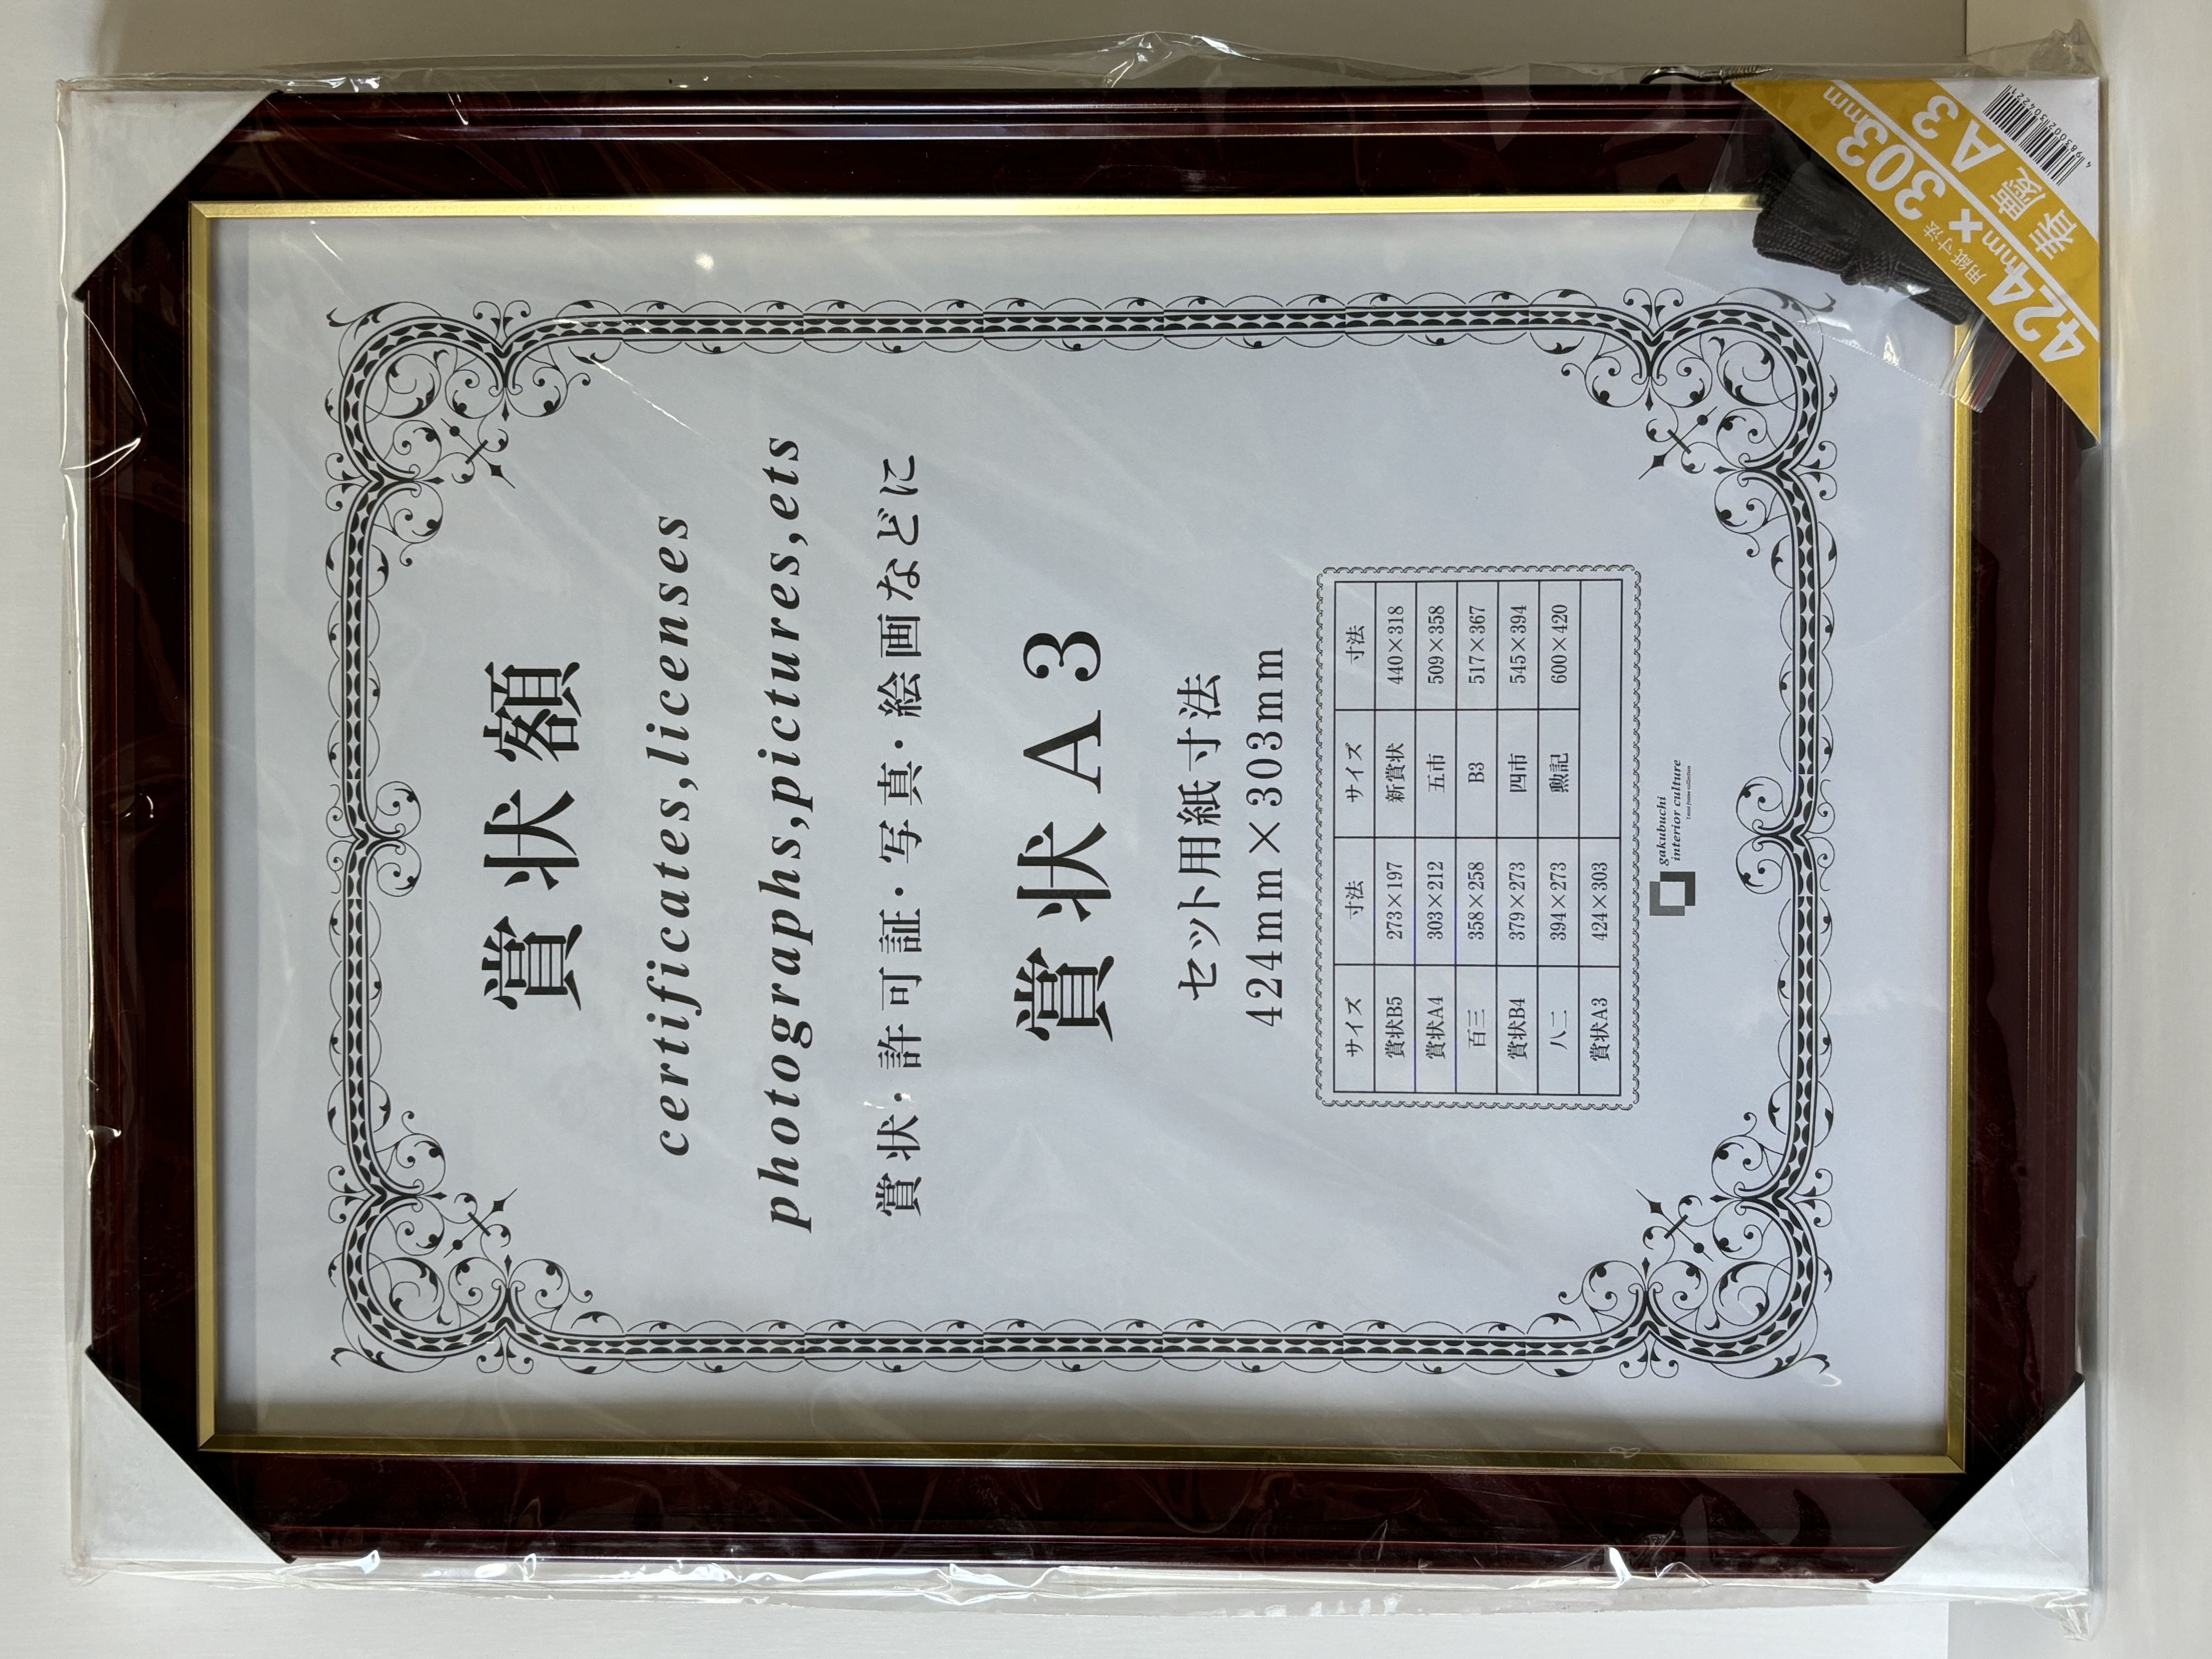 賞状額
certificates,licenses
photographs,pictures,ets
賞状・許可証・写真・絵画などに
賞状A3
セット用紙寸法
424mm×303mm
サイズ 寸法 サイズ 寸法
賞状B5 273×197 新賞状 440×318
賞状A4 303×212 五市 509×358
百三 358×258 B3 517×367
賞状B4 379×273 四市 545×394
八二 394×273 勲記 600×420
賞状A3 424×303
gakubuchi
interior culture
用紙寸法
424mm×303mm
春慶 A3